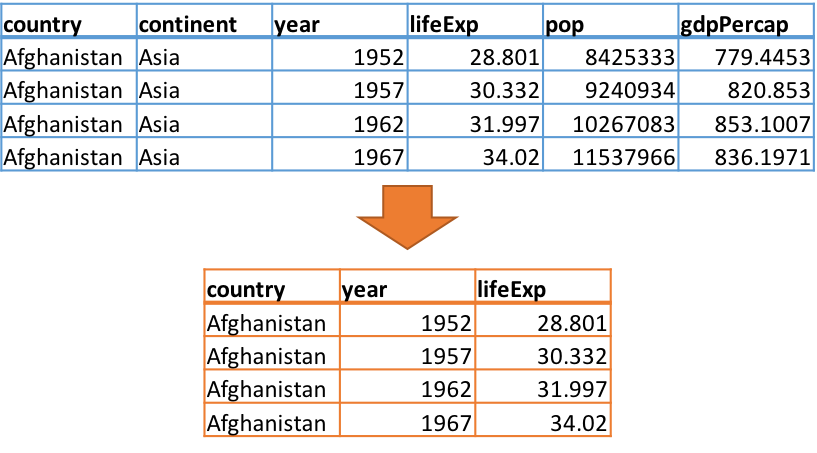 country continent year lifeExp pop gdpPercap
Afghanistan Asia 1952 28.801 8425333 779.4453
Afghanistan Asia 1957 30.332 9240934 820.853
Afghanistan Asia 1962 31.997 10267083 853.1007
Afghanistan Asia 1967 34.02 11537966 836.1971
country year lifeExp
Afghanistan 1952 28.801
Afghanistan 1957 30.332
Afghanistan 1962 31.997
Afghanistan 1967 34.02